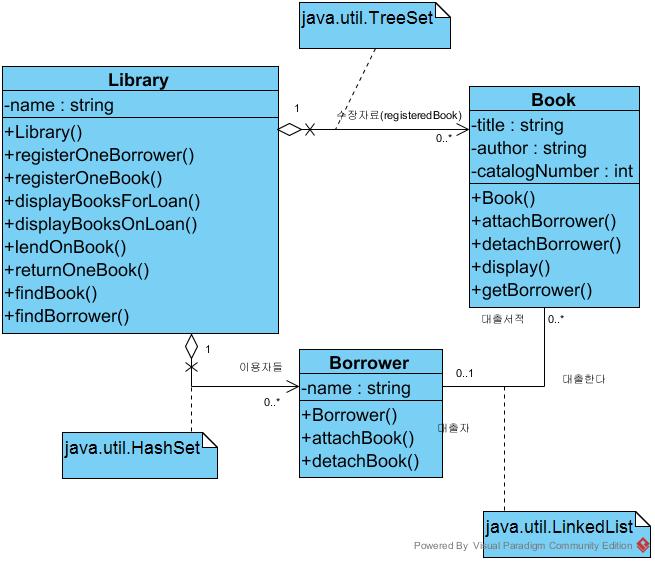 java.util.TreeSet
Library
-name : string
+Library()
+registerOneBorrower()
+registerOneBook()
+displayBooksForLoan()
+displayBooksOnLoan()
+lendOnBook()
+returnOneBook()
+findBook()
+findBorrower()
1
수장자료(registeredBook)
0..*
Book
-title : string
-author : string
-catalogNumber : int
+Book()
+attachBorrower()
+detachBorrower()
+display()
+getBorrower()
대출서적
0..*
1
이용자들
0..*
Borrower
-name : string
+Borrower()
+attachBook()
+detachBook()
0..1
대출자
대출한다
java.util.HashSet
java.util.LinkedList
Powered By Visual Paradigm Community Edition